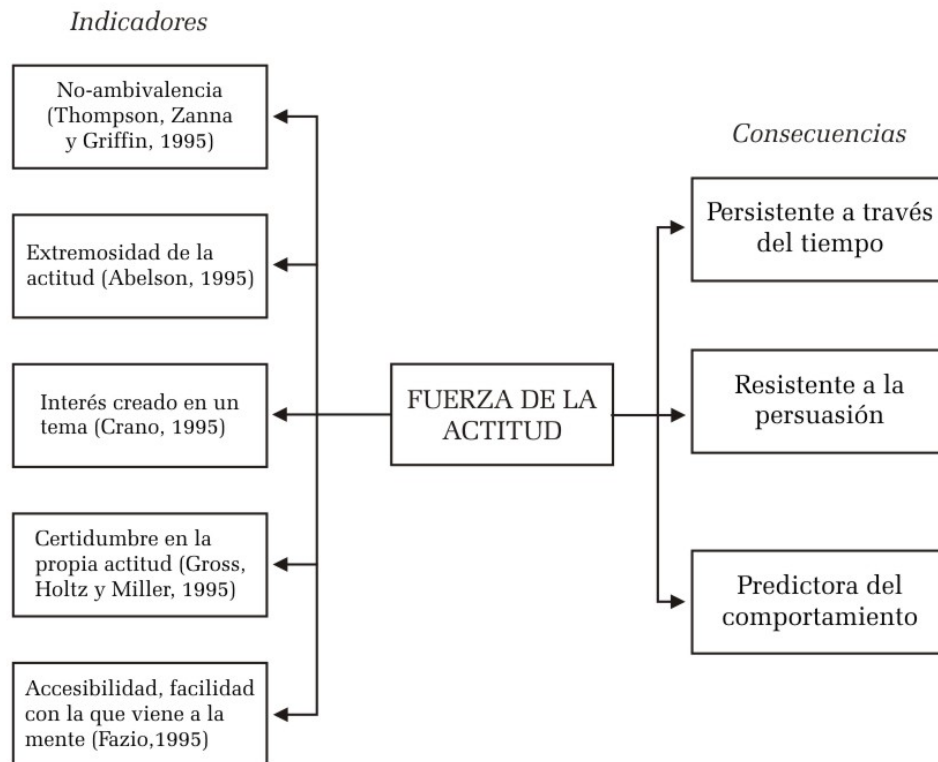 Indicadores
No-ambivalencia
(Thompson, Zanna
y Griffin, 1995)
Extremosidad de la
actitud (Abelson, 1995)
Interés creado en un
tema (Crano, 1995)
Certidumbre en la
propia actitud (Gross,
Holtz y Miller, 1995)
Accesibilidad, facilidad
con la que viene a la
mente (Fazio,1995)
FUERZA DE LA
ACTITUD
Consecuencias
Persistente a través
del tiempo
Resistente a la
persuasión
Predictora del
comportamiento